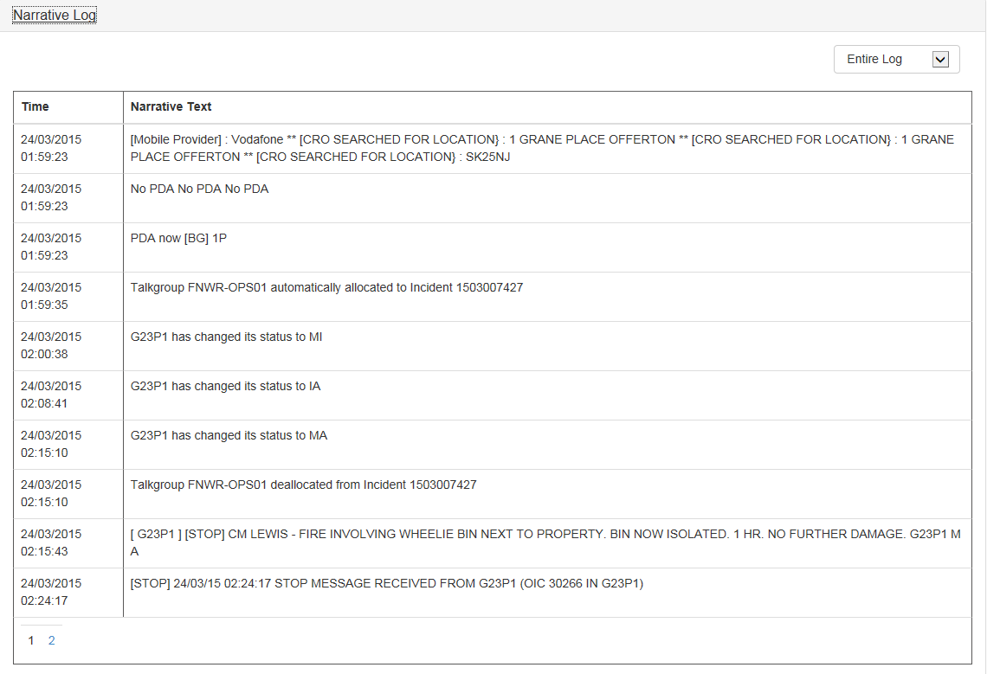 Narrative Log
Entire Log
Time Narrative Text
24/03/2015
01:59:23
[Mobile Provider] : Vodafone ** [CRO SEARCHED FOR LOCATION} : 1 GRANE PLACE OFFERTON ** [CRO SEARCHED FOR LOCATION} : 1 GRANE
PLACE OFFERTON ** [CRO SEARCHED FOR LOCATION} : SK25NJ
24/03/2015
01:59:23
No PDA No PDA No PDA
24/03/2015
01:59:23
PDA now [BG] 1P
24/03/2015
01:59:35
Talkgroup FNWR-OPS01 automatically allocated to Incident 1503007427
24/03/2015
02:00:38
G23P1 has changed its status to MI
24/03/2015
02:08:41
G23P1 has changed its status to IA
24/03/2015
02:15:10
G23P1 has changed its status to MA
24/03/2015
02:15:10
Talkgroup FNWR-OPS01 deallocated from Incident 1503007427
24/03/2015
02:15:43
[ G23P1 ] [STOP] CM LEWIS - FIRE INVOLVING WHEELIE BIN NEXT TO PROPERTY. BIN NOW ISOLATED. 1 HR. NO FURTHER DAMAGE. G23P1 M
A
24/03/2015
02:24:17
[STOP] 24/03/15 02:24:17 STOP MESSAGE RECEIVED FROM G23P1 (OIC 30266 IN G23P1)
1 2